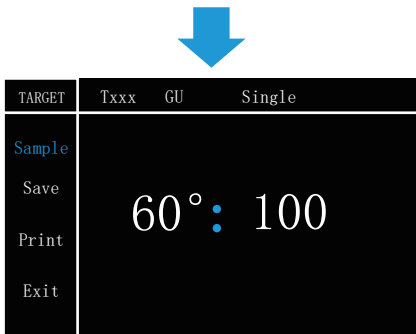 TARGET Txxx GU Single
Sample
Save
Print
Exit
60°: 100